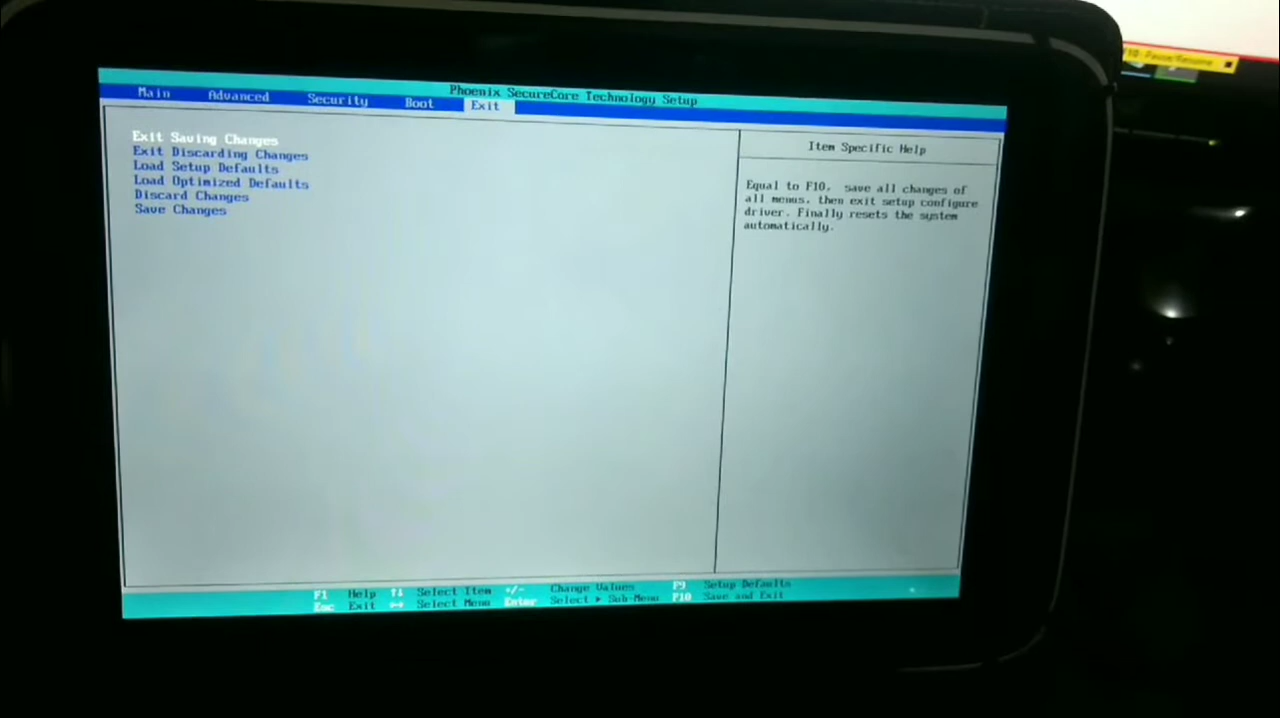 F10 - Pause/Resume
Phoenix SecureCore Technology Setup
Main Advanced Security Boot Exit
Exit Saving Changes
Exit Discarding Changes
Load Setup Defaults
Load Optimized Defaults
Discard Changes
Save Changes
Item Specific Help
Equal to F10, save all changes of
all menus, then exit setup configure
driver. Finally resets the system
automatically.
F1 Help ↑↓ Select Item +/- Change Values F9 Setup Defaults
Esc Exit ←→ Select Menu Enter Select ▸ Sub-Menu F10 Save and Exit